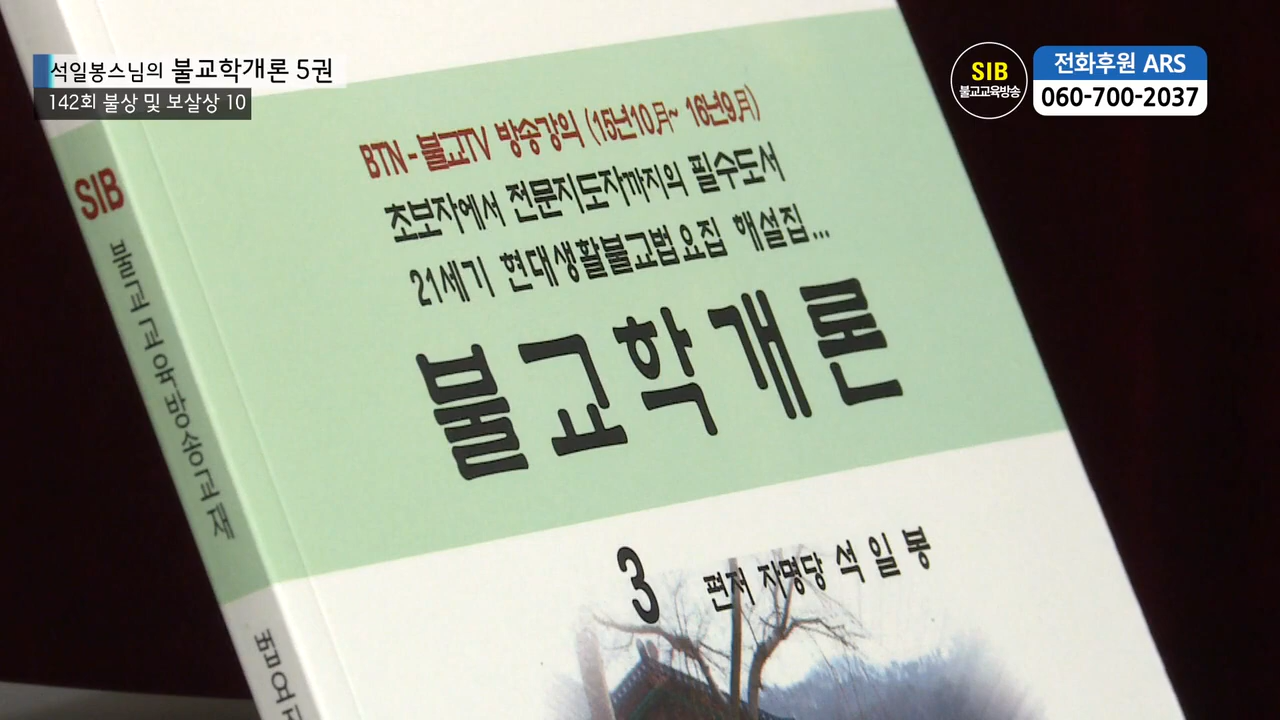 석일봉스님의 불교학개론 5권
142회 불상 및 보살상 10
SIB
불교교육방송
전화후원 ARS
060-700-2037
BTN - 불교TV 방송강의 (15년10月~ 16년9月)
초보자에서 전문지도자까지의 필수도서
21세기 현대생활불교법요집 해설집...
불교학개론
3
편저 자명당 석일봉
SIB
불교교육방송교재